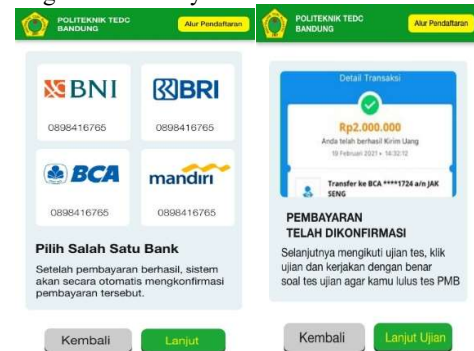 POLITEKNIK TEDC
BANDUNG
Alur Pendaftaran
BNI
BRI
0898416765
0898416765
BCA
mandiri
0898416765
0898416765
Pilih Salah Satu Bank
Setelah pembayaran berhasil, sistem
akan secara otomatis mengkonfirmasi
pembayaran tersebut.
Kembali
Lanjut
POLITEKNIK TEDC
BANDUNG
Alur Pendaftaran
Detail Transaksi
Rp2.000.000
Anda telah berhasil Kirim Uang
19 Februari 2021 • 14:32:12
Transfer ke BCA ****1724 a/n JAK
SENG
PEMBAYARAN
TELAH DIKONFIRMASI
Selanjutnya mengikuti ujian tes, klik
ujian dan kerjakan dengan benar
soal tes ujian agar kamu lulus tes PMB
Kembali
Lanjut Ujian